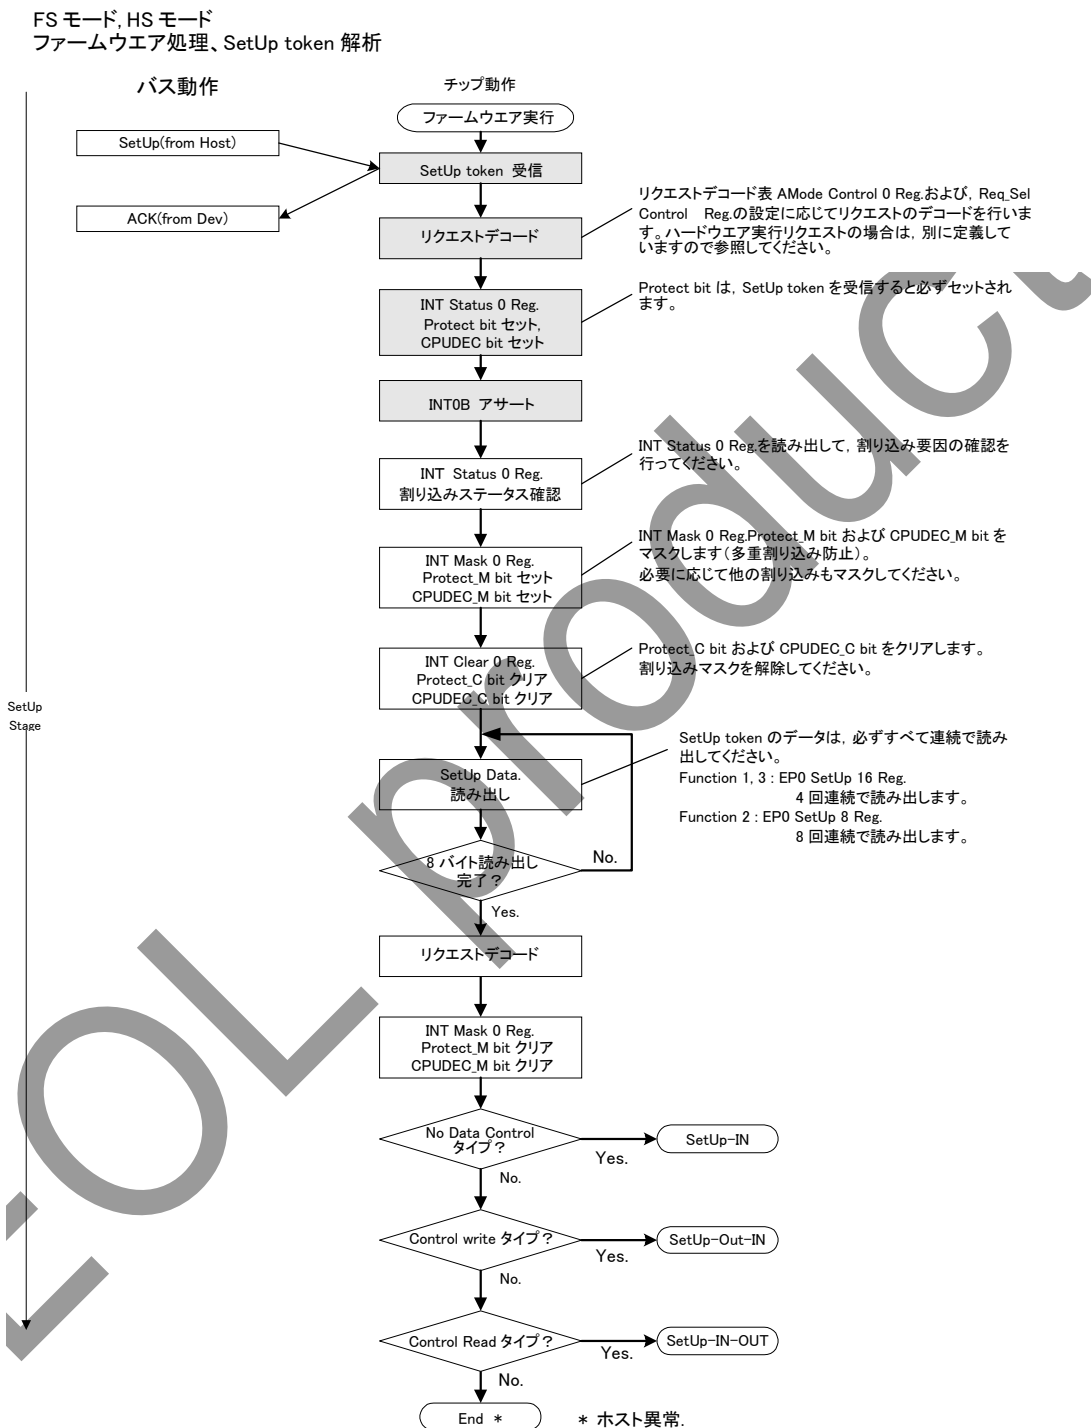 FS モード, HS モード
ファームウエア処理、SetUp token 解析
バス動作
チップ動作
ファームウエア実行
SetUp(from Host)
SetUp token 受信
ACK(from Dev)
リクエストデコード
リクエストデコード表 AMode Control 0 Reg.および, Req_Sel
Control Reg.の設定に応じてリクエストのデコードを行いま
す。ハードウエア実行リクエストの場合は, 別に定義して
いますので参照してください。
INT Status 0 Reg.
Protect bit セット,
CPUDEC bit セット
Protect bit は, SetUp token を受信すると必ずセットされ
ます。
INT0B アサート
INT Status 0 Reg.
割り込みステータス確認
INT Status 0 Reg.を読み出して, 割り込み要因の確認を
行ってください。
INT Mask 0 Reg.
Protect_M bit セット
CPUDEC_M bit セット
INT Mask 0 Reg.Protect_M bit および CPUDEC_M bit を
マスクします(多重割り込み防止)。
必要に応じて他の割り込みもマスクしてください。
INT Clear 0 Reg.
Protect_C bit クリア
CPUDEC_C bit クリア
Protect_C bit および CPUDEC_C bit をクリアします。
割り込みマスクを解除してください。
SetUp
Stage
SetUp Data.
読み出し
SetUp token のデータは, 必ずすべて連続で読み
出してください。
Function 1, 3 : EP0 SetUp 16 Reg.
4 回連続で読み出します。
Function 2 : EP0 SetUp 8 Reg.
8 回連続で読み出します。
8 バイト読み出し
完了?
No.
Yes.
リクエストデコード
INT Mask 0 Reg.
Protect_M bit クリア
CPUDEC_M bit クリア
No Data Control
タイプ?
Yes.
SetUp-IN
No.
Control write タイプ?
Yes.
SetUp-Out-IN
No.
Control Read タイプ?
Yes.
SetUp-IN-OUT
No.
End *
* ホスト異常.
EOL product